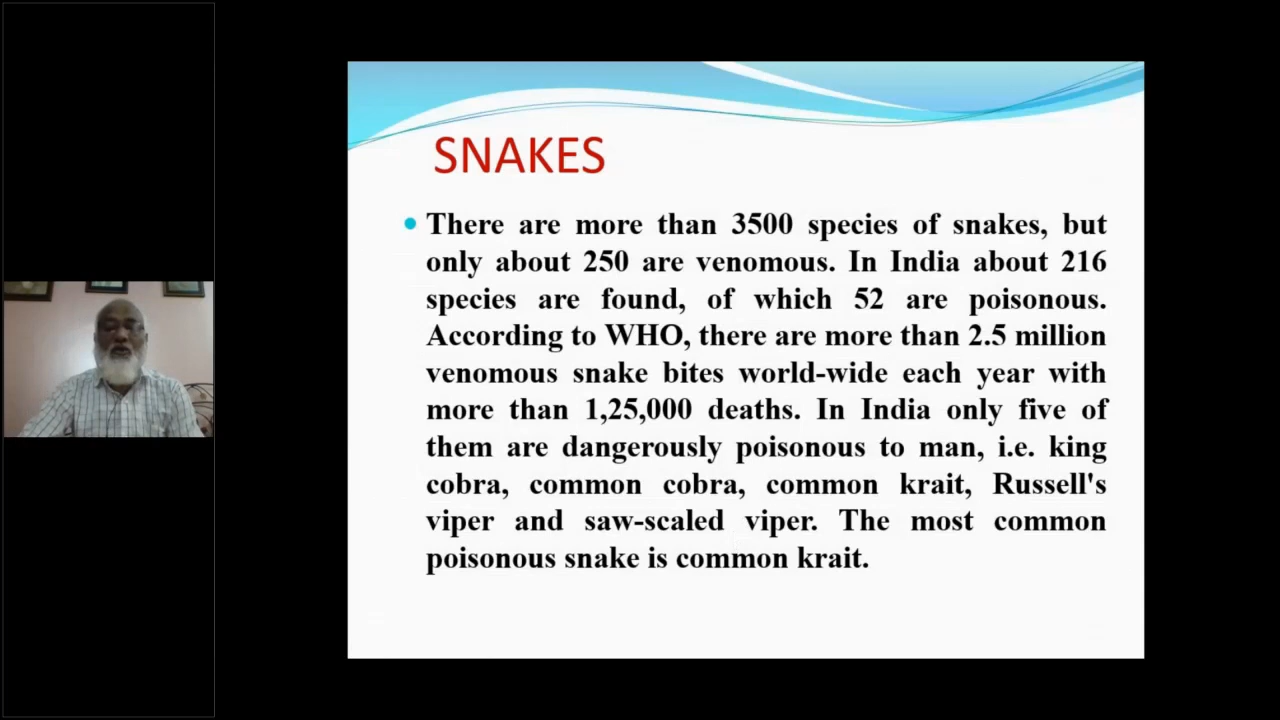 SNAKES
There are more than 3500 species of snakes, but
only about 250 are venomous. In India about 216
species are found, of which 52 are poisonous.
According to WHO, there are more than 2.5 million
venomous snake bites world-wide each year with
more than 1,25,000 deaths. In India only five of
them are dangerously poisonous to man, i.e. king
cobra, common cobra, common krait, Russell's
viper and saw-scaled viper. The most common
poisonous snake is common krait.